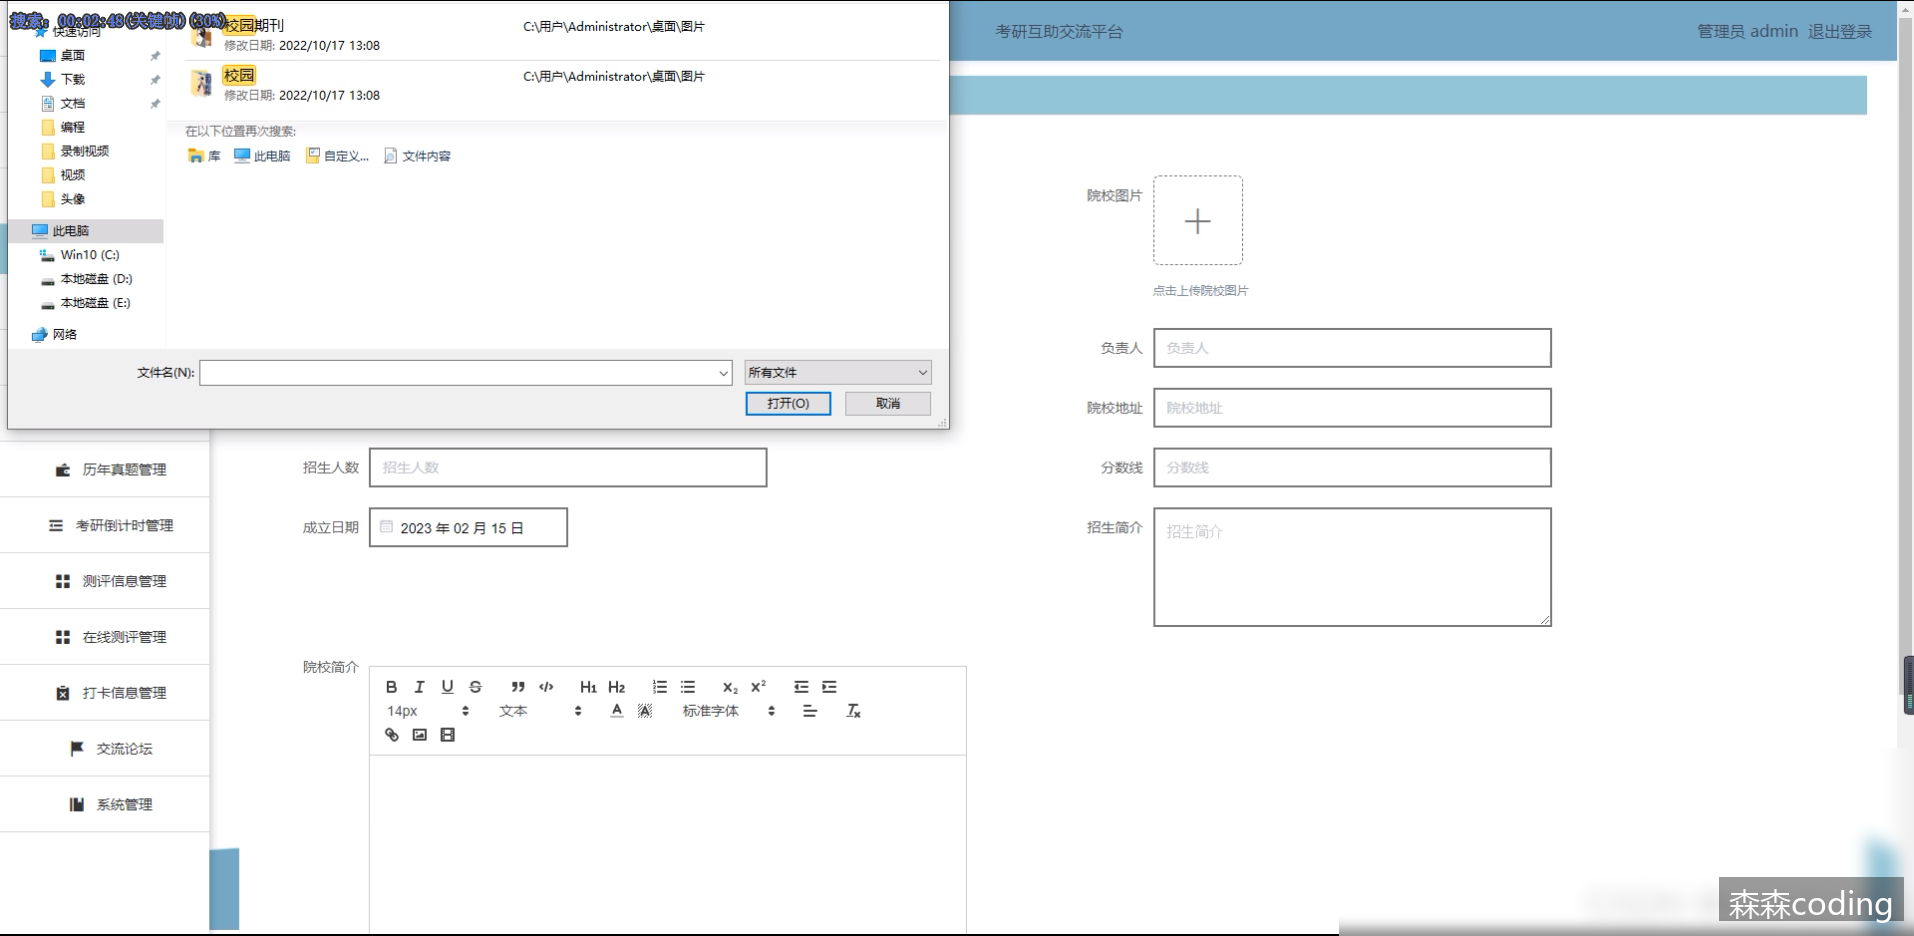 搜索: 00:02:48(关键帧)(30%)
快速访问
桌面
下载
文档
编程
录制视频
视频
头像
此电脑
Win10 (C:)
本地磁盘 (D:)
本地磁盘 (E:)
网络
校园期刊
修改日期: 2022/10/17 13:08
C:\用户\Administrator\桌面\图片
校园
修改日期: 2022/10/17 13:08
C:\用户\Administrator\桌面\图片
在以下位置再次搜索:
库 此电脑 自定义... 文件内容
文件名(N):
所有文件
打开(O) 取消
考研互助交流平台
管理员 admin 退出登录
历年真题管理
考研倒计时管理
测评信息管理
在线测评管理
打卡信息管理
交流论坛
系统管理
院校图片
点击上传院校图片
负责人 负责人
院校地址 院校地址
招生人数 招生人数
分数线 分数线
成立日期 2023 年 02 月 15 日
招生简介 招生简介
院校简介
B I U S H1 H2 x2 x2
14px 文本 A A 标准字体
森森coding